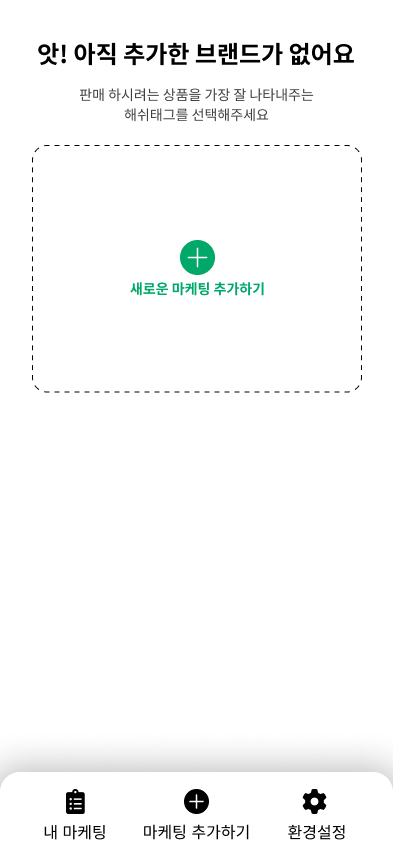 앗! 아직 추가한 브랜드가 없어요
판매 하시려는 상품을 가장 잘 나타내주는
해쉬태그를 선택해주세요
새로운 마케팅 추가하기
내 마케팅
마케팅 추가하기
환경설정